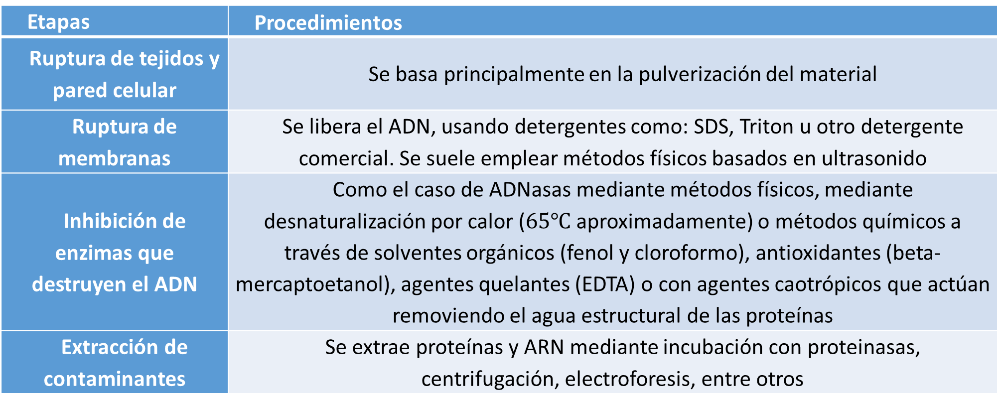 Etapas
Procedimientos
Ruptura de tejidos y
pared celular
Se basa principalmente en la pulverización del material
Ruptura de
membranas
Se libera el ADN, usando detergentes como: SDS, Triton u otro detergente
comercial. Se suele emplear métodos físicos basados en ultrasonido
Inhibición de
enzimas que
destruyen el ADN
Como el caso de ADNasas mediante métodos físicos, mediante
desnaturalización por calor (65℃ aproximadamente) o métodos químicos a
través de solventes orgánicos (fenol y cloroformo), antioxidantes (beta-
mercaptoetanol), agentes quelantes (EDTA) o con agentes caotrópicos que actúan
removiendo el agua estructural de las proteínas
Extracción de
contaminantes
Se extrae proteínas y ARN mediante incubación con proteinasas,
centrifugación, electroforesis, entre otros